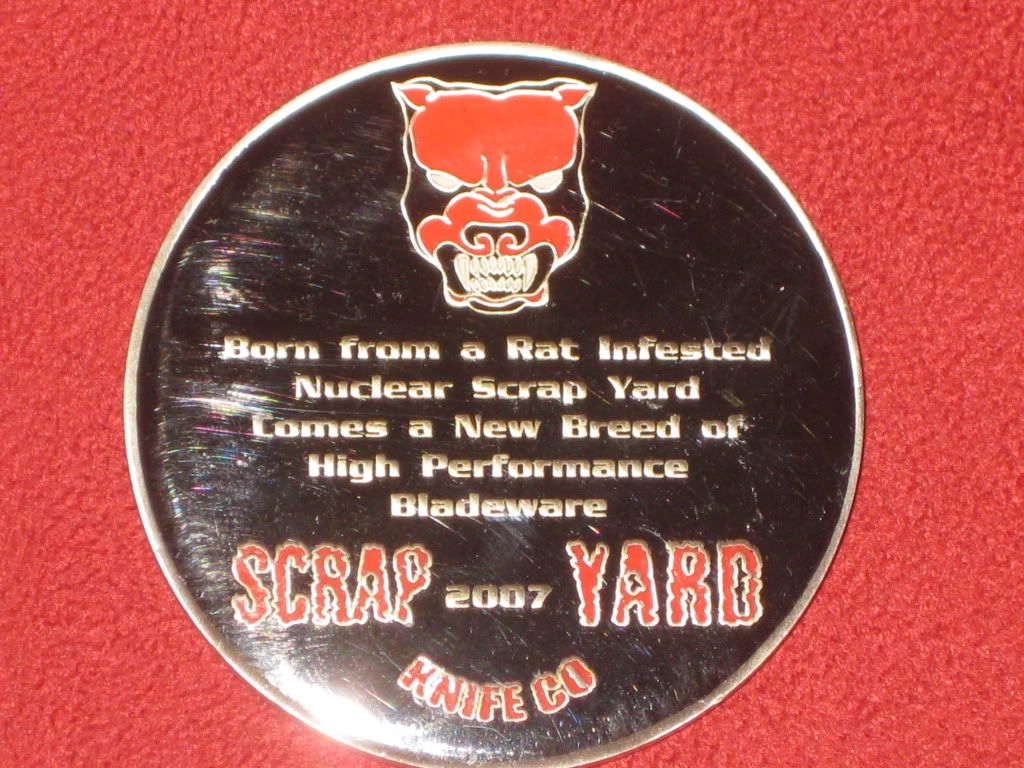 Born from a Rat Infested
Nuclear Scrap Yard
Comes a New Breed of
High Performance
Bladeware
SCRAP 2007 YARD
KNIFE CO